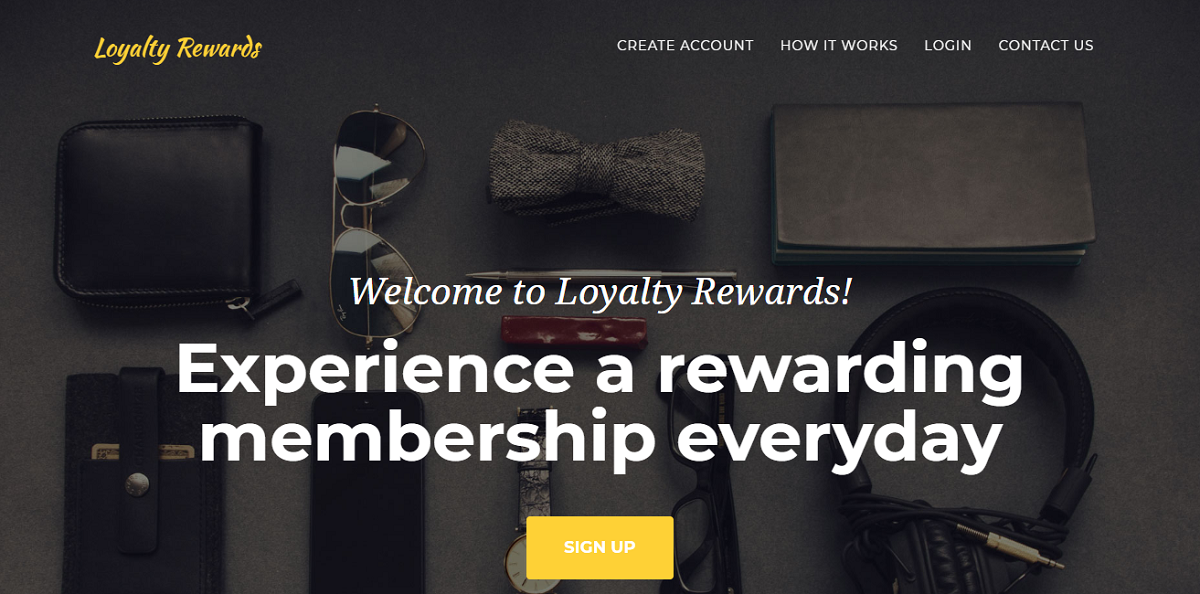 Loyalty Rewards
CREATE ACCOUNT HOW IT WORKS LOGIN CONTACT US
Welcome to Loyalty Rewards!
Experience a rewarding
membership everyday
SIGN UP